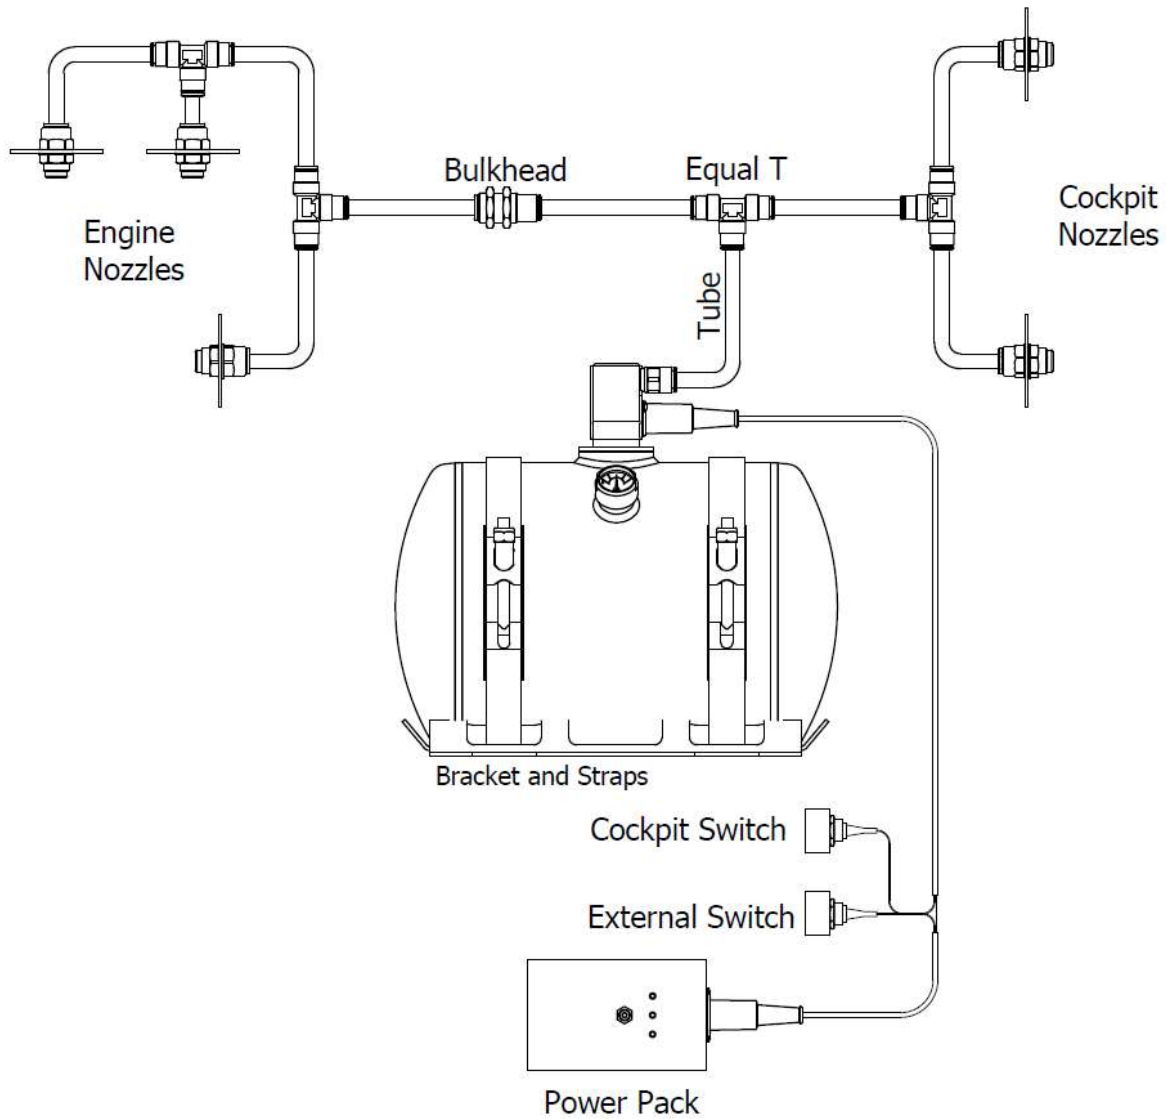 Bulkhead
Equal T
Cockpit
Nozzles
Engine
Nozzles
Tube
Bracket and Straps
Cockpit Switch
External Switch
Power Pack